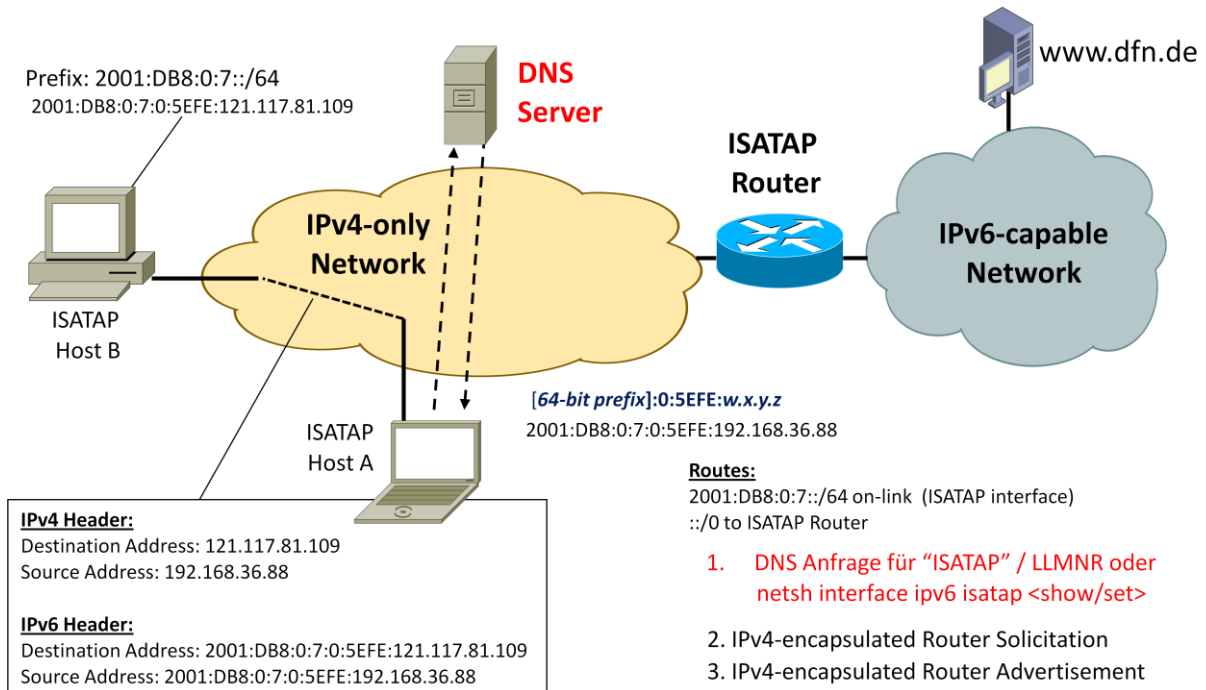 Prefix: 2001:DB8:0:7::/64
2001:DB8:0:7:0:5EFE:121.117.81.109
DNS
Server
www.dfn.de
ISATAP
Router
IPv4-only
Network
IPv6-capable
Network
ISATAP
Host B
[64-bit prefix]:0:5EFE:w.x.y.z
2001:DB8:0:7:0:5EFE:192.168.36.88
ISATAP
Host A
Routes:
2001:DB8:0:7::/64 on-link (ISATAP interface)
::/0 to ISATAP Router
IPv4 Header:
Destination Address: 121.117.81.109
Source Address: 192.168.36.88
IPv6 Header:
Destination Address: 2001:DB8:0:7:0:5EFE:121.117.81.109
Source Address: 2001:DB8:0:7:0:5EFE:192.168.36.88
1. DNS Anfrage für “ISATAP” / LLMNR oder
netsh interface ipv6 isatap <show/set>
2. IPv4-encapsulated Router Solicitation
3. IPv4-encapsulated Router Advertisement